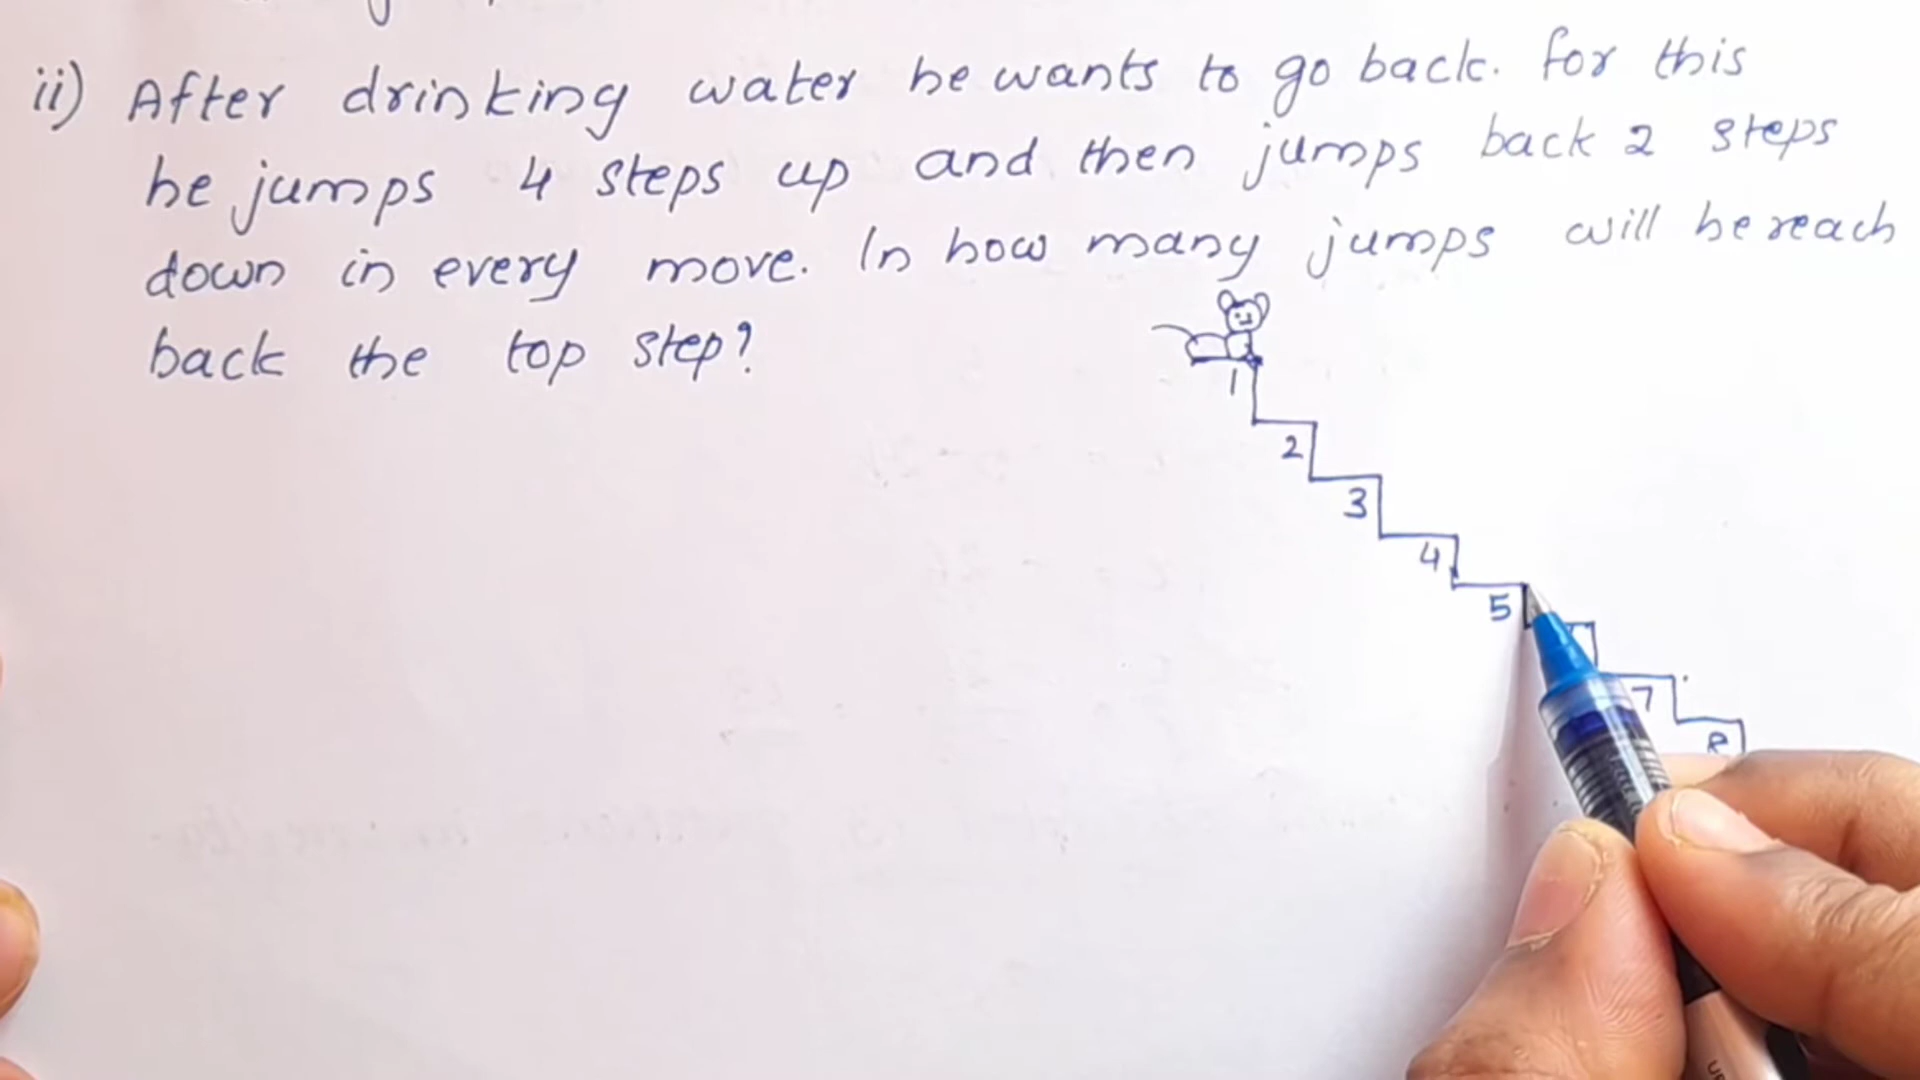 ii) After drinking water he wants to go back. for this
he jumps 4 steps up and then jumps back 2 steps
down in every move. In how many jumps will he reach
back the top step?
1
2
3
4
5
7
8